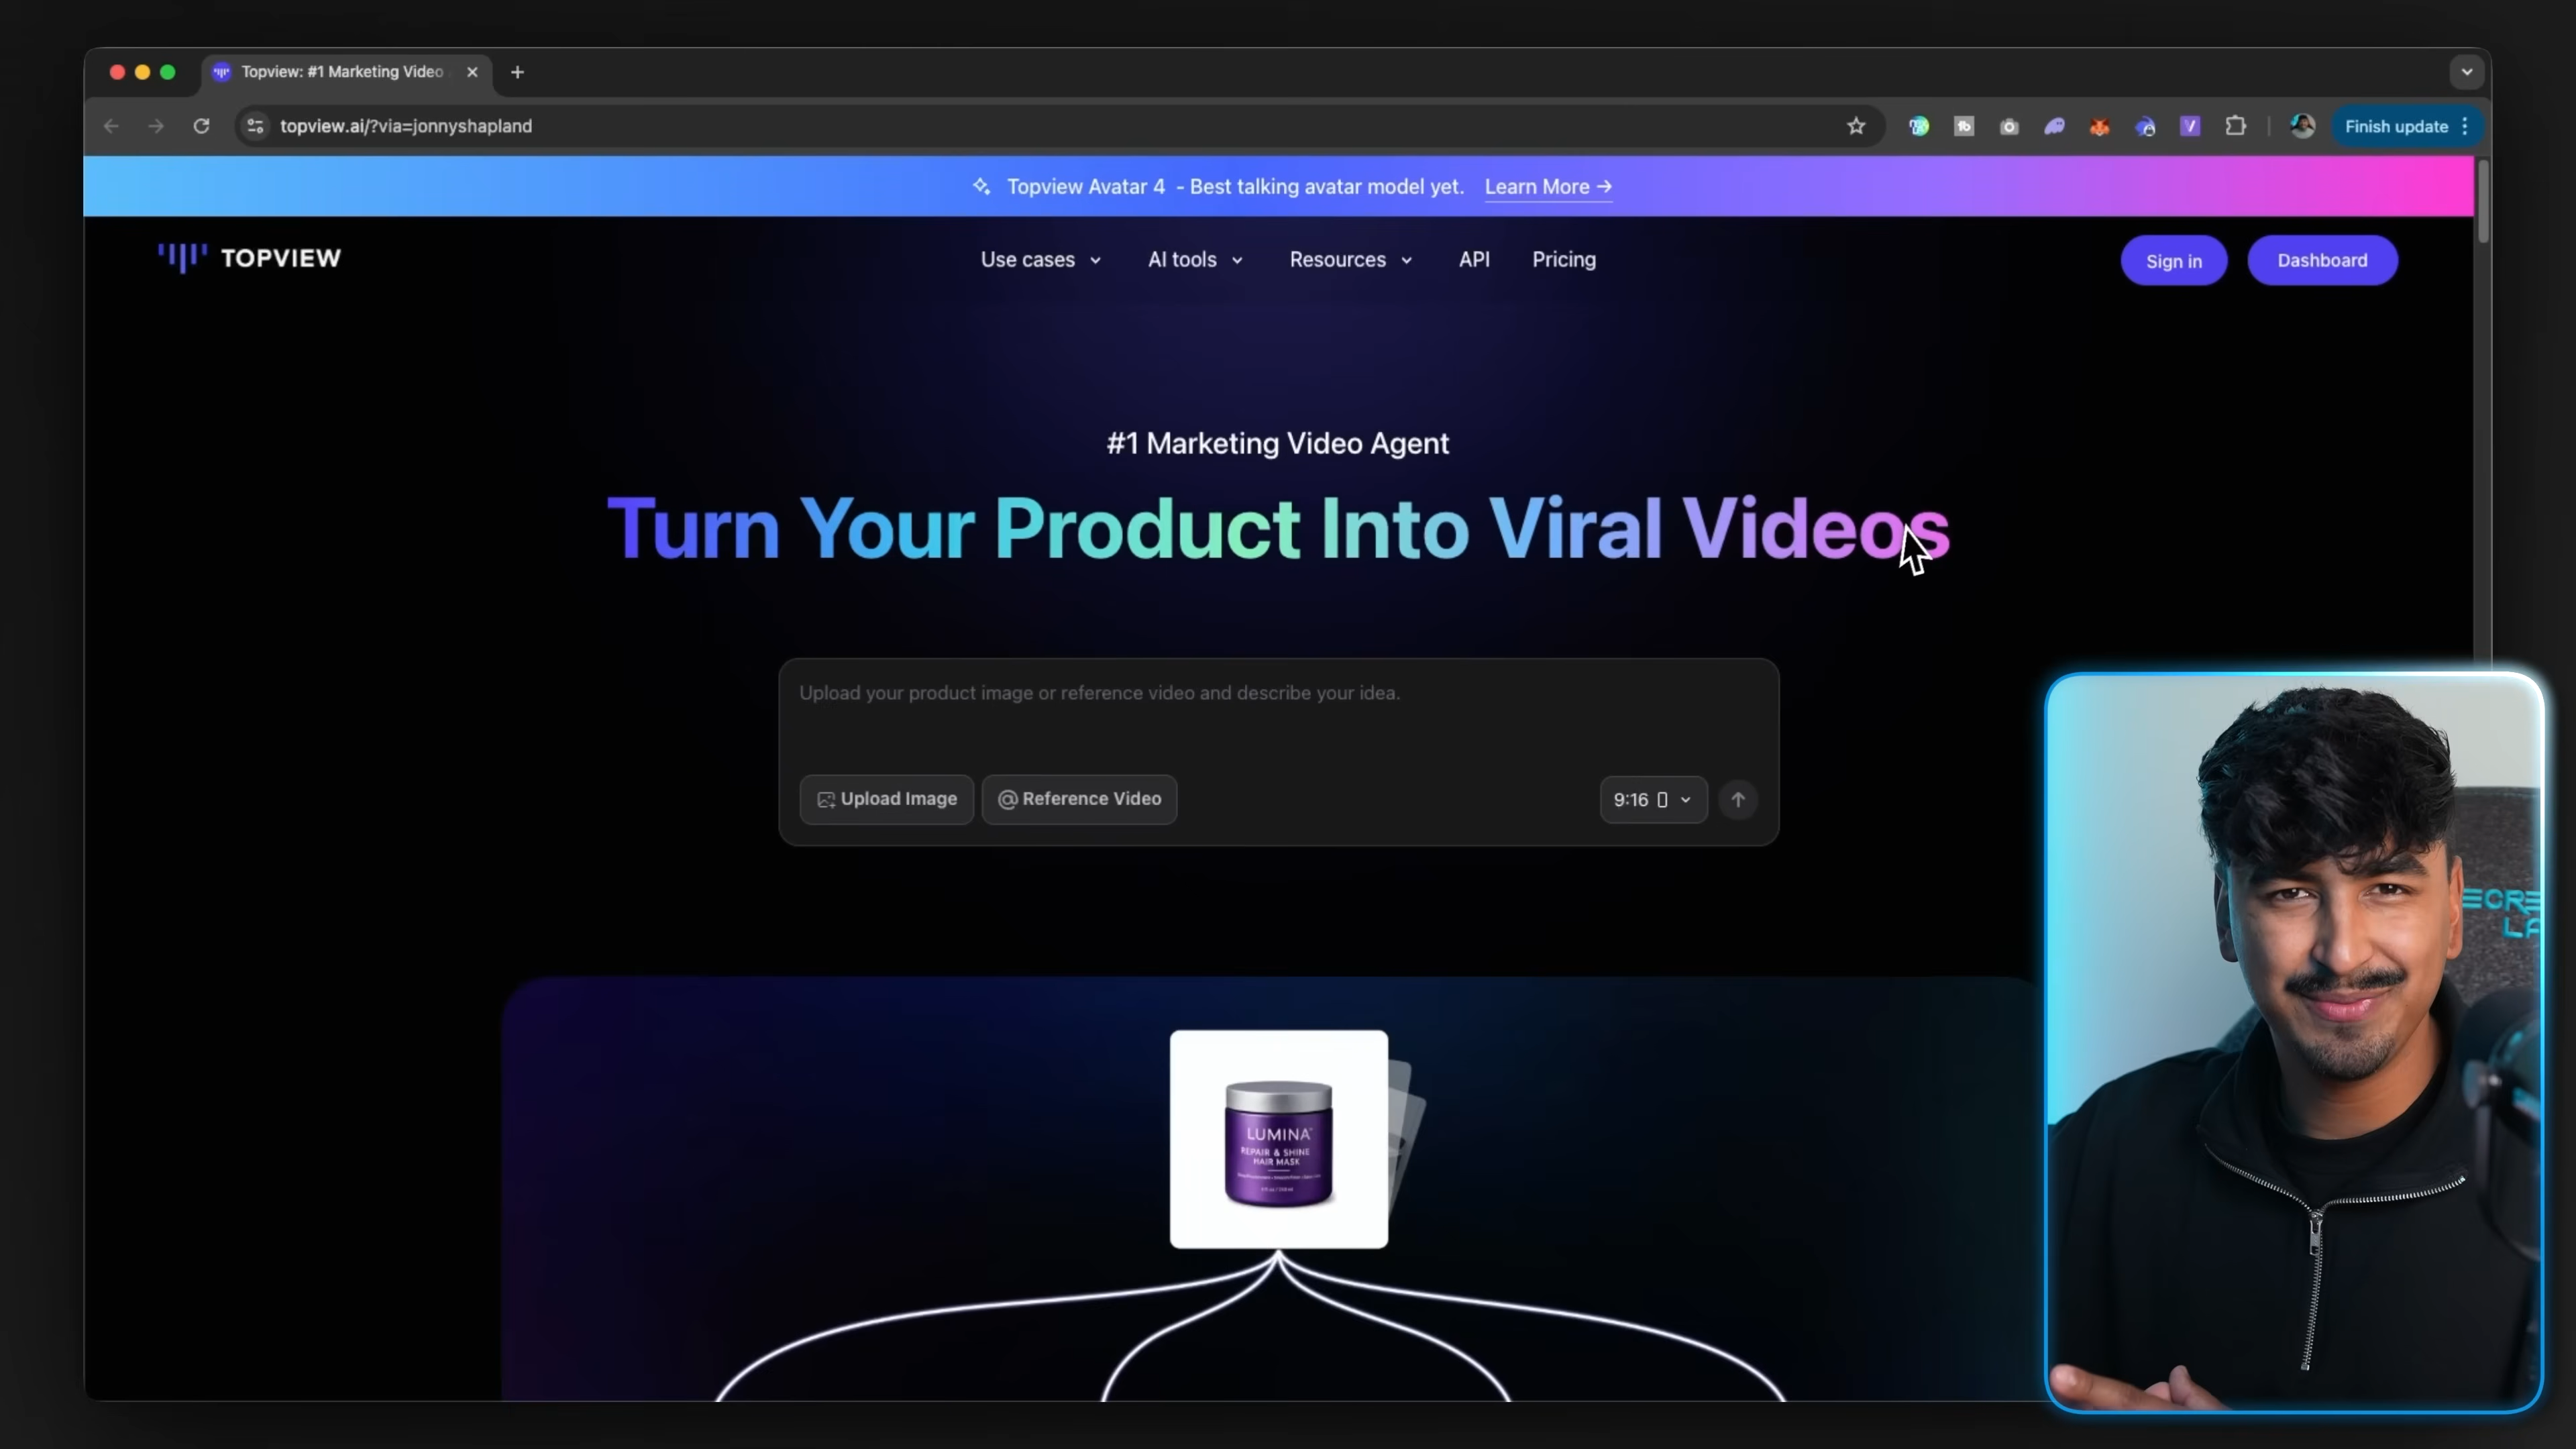 Topview: #1 Marketing Video
topview.ai/?via=jonnyshapland
Finish update
Topview Avatar 4 - Best talking avatar model yet. Learn More →
TOPVIEW
Use cases
AI tools
Resources
API
Pricing
Sign in
Dashboard
#1 Marketing Video Agent
Turn Your Product Into Viral Videos
Upload your product image or reference video and describe your idea.
Upload Image
@ Reference Video
9:16
LUMINA
REPAIR & SHINE
HAIR MASK